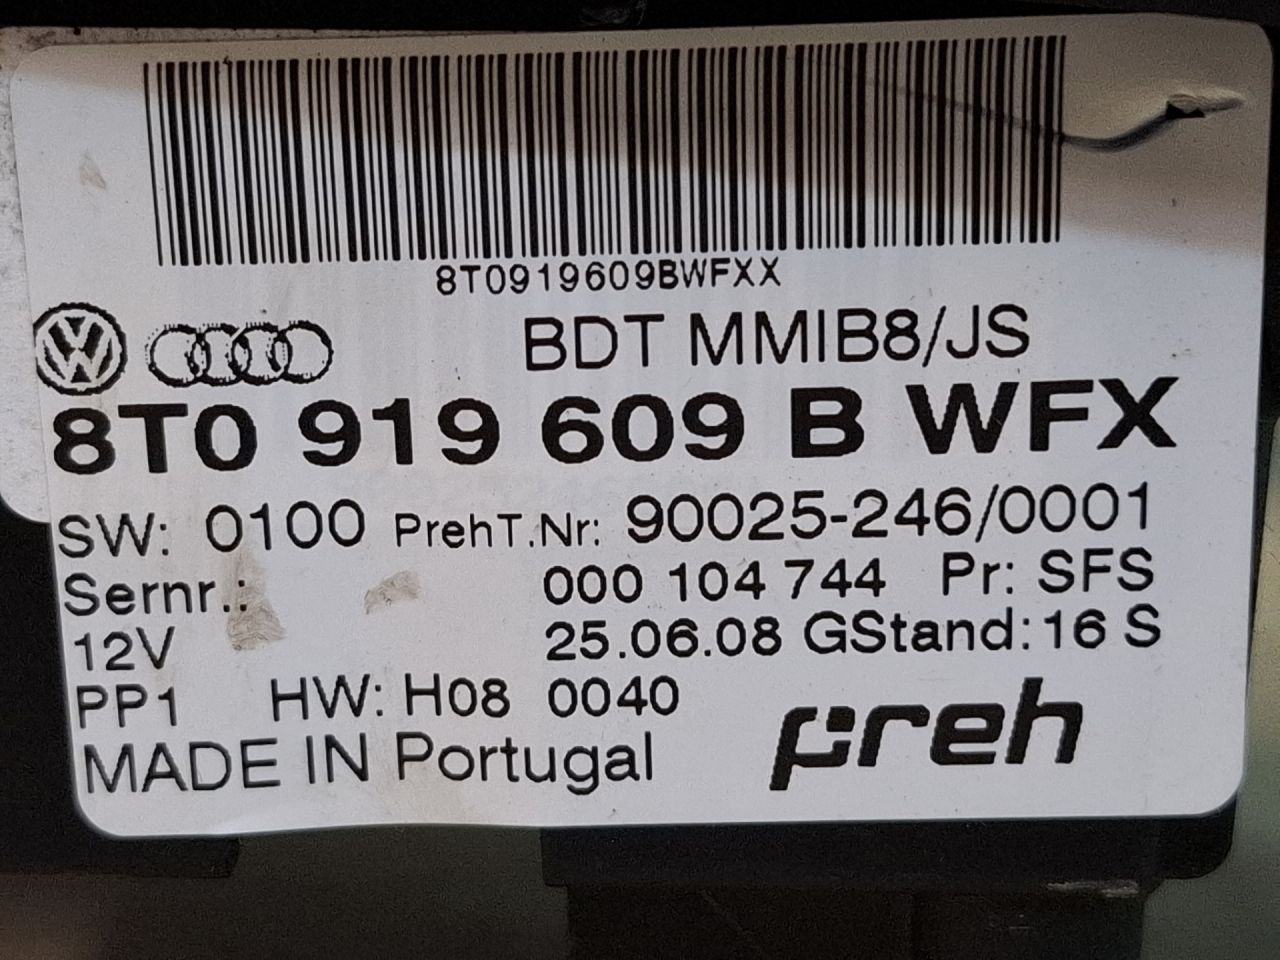 8T0919609BWFXX
BDT MMIB8/JS
8T0 919 609 B WFX
SW: 0100 PrehT.Nr: 90025-246/0001
Sernr.: 000 104 744 Pr: SFS
12V 25.06.08 GStand: 16 S
PP1 HW: H08 0040
MADE IN Portugal preh